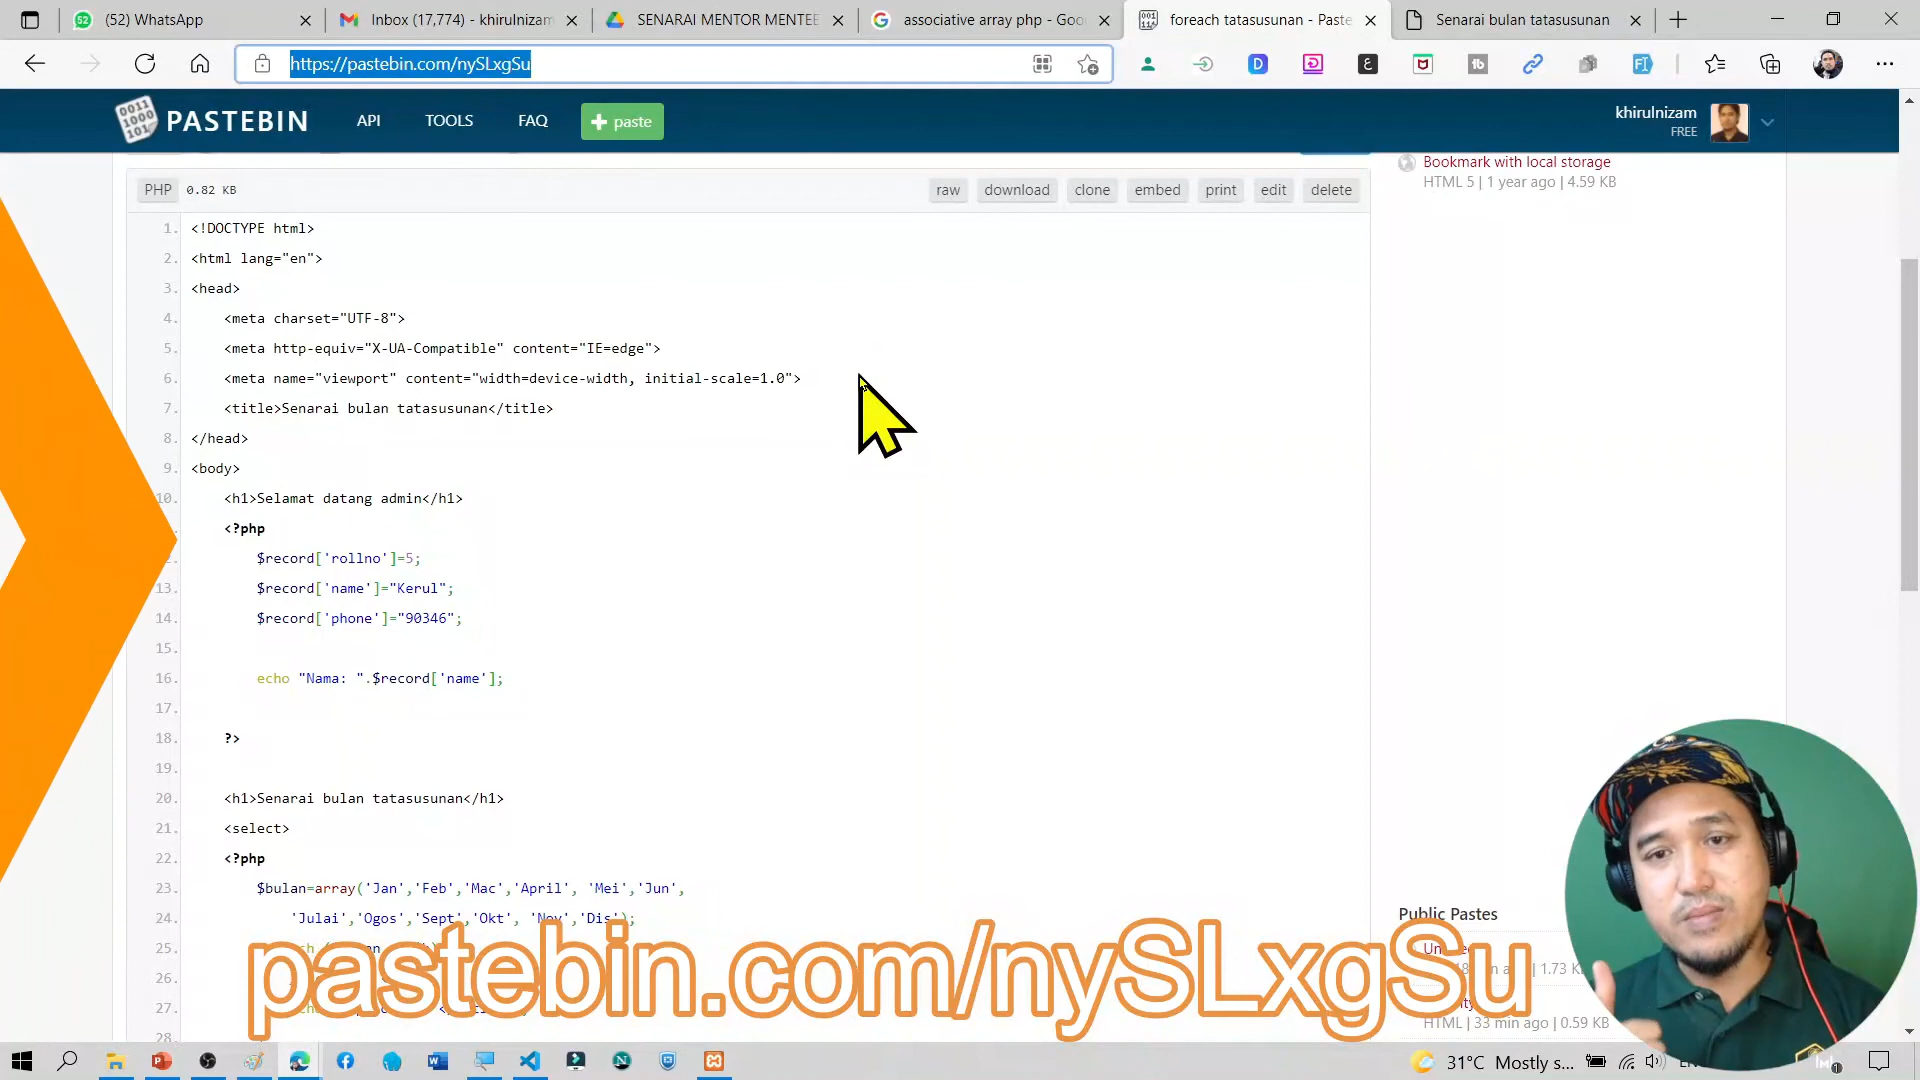 (52) WhatsApp
Inbox (17,774) - khirulnizam
SENARAI MENTOR MENTEE
associative array php - Goo
foreach tatasusunan - Paste
Senarai bulan tatasusunan
https://pastebin.com/nySLxgSu
PASTEBIN
API
TOOLS
FAQ
paste
khirulnizam
FREE
Bookmark with local storage
HTML 5 | 1 year ago | 4.59 KB
PHP 0.82 KB
raw
download
clone
embed
print
edit
delete
1. <!DOCTYPE html>
2. <html lang="en">
3. <head>
4. <meta charset="UTF-8">
5. <meta http-equiv="X-UA-Compatible" content="IE=edge">
6. <meta name="viewport" content="width=device-width, initial-scale=1.0">
7. <title>Senarai bulan tatasusunan</title>
8. </head>
9. <body>
10. <h1>Selamat datang admin</h1>
<?php
$record['rollno']=5;
13. $record['name']="Kerul";
14. $record['phone']="90346";
15.
16. echo "Nama: ".$record['name'];
17.
18. ?>
19.
20. <h1>Senarai bulan tatasusunan</h1>
21. <select>
22. <?php
23. $bulan=array('Jan','Feb','Mac','April', 'Mei','Jun',
24. 'Julai','Ogos','Sept','Okt', 'Nov','Dis');
25.
26.
27.
28.
Public Pastes
1.73 KB
HTML | 33 min ago | 0.59 KB
pastebin.com/nySLxgSu
31°C Mostly s...